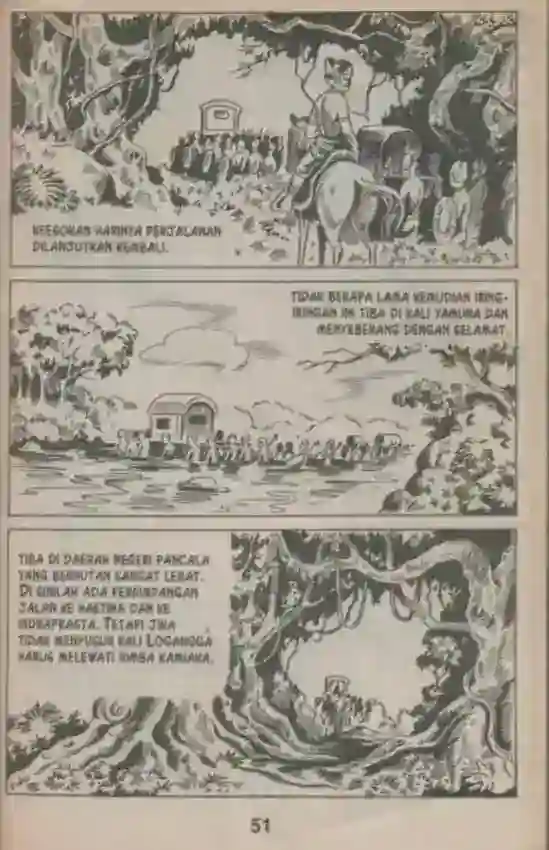 KEESOKAN HARINYA PERJALANAN
DILANJUTKAN KEMBALI.
TIDAK BERAPA LAMA KEMUDIAN IRING-
IRINGAN INI TIBA DI KALI YAMUNA DAN
MENYEBERANG DENGAN SELAMAT.
TIBA DI DAERAH NEGERI PANCALA
YANG BERHUTAN SANGAT LEBAT.
DI SINILAH ADA PERSIMPANGAN
JALAN KE HASTINA DAN KE
INDRAPRASTA. TETAPI JIKA
TIDAK MENYUSUR KALI LOGANGGA
HARUS MELEWATI RIMBA KAMIAKA.
51